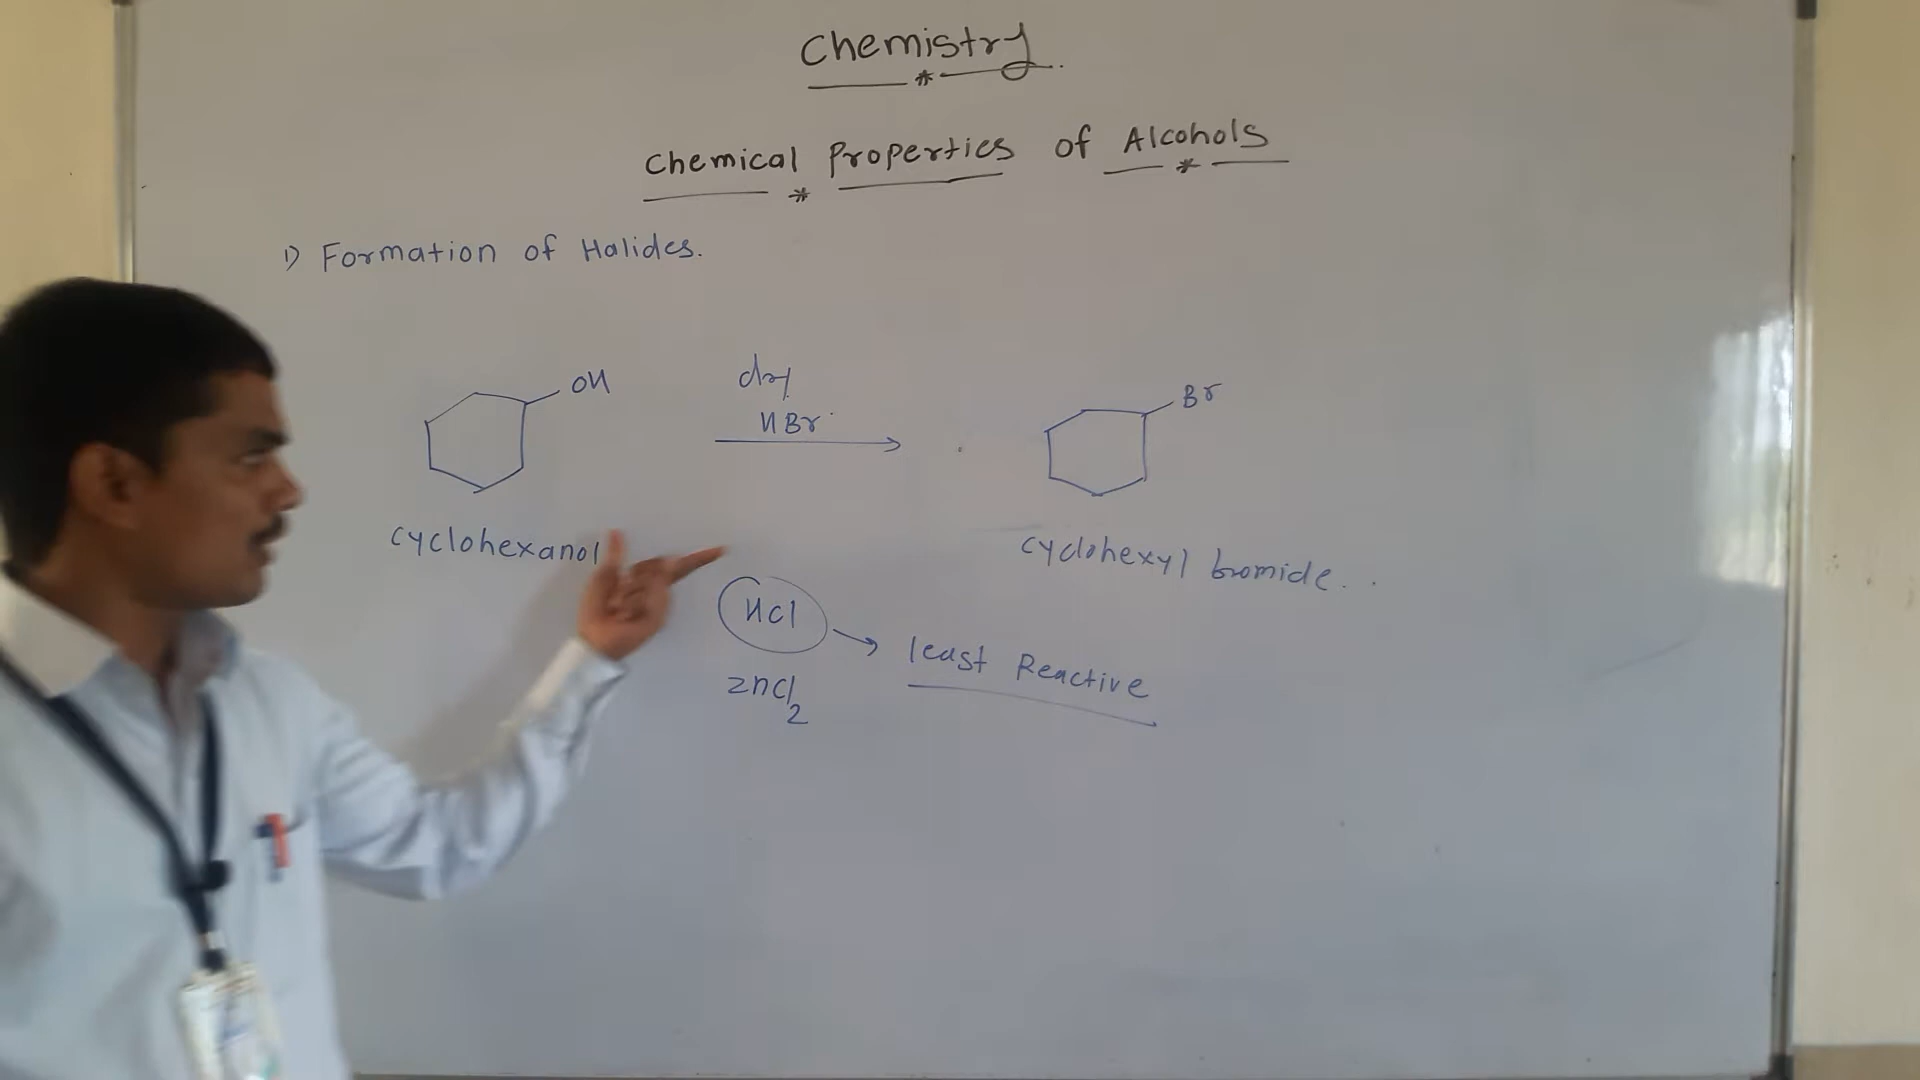 Chemistry
Chemical Properties of Alcohols
1) Formation of Halides.
OH
dry
HBr
Br
cyclohexanol
cyclohexyl bromide..
HCl
least Reactive
ZnCl2